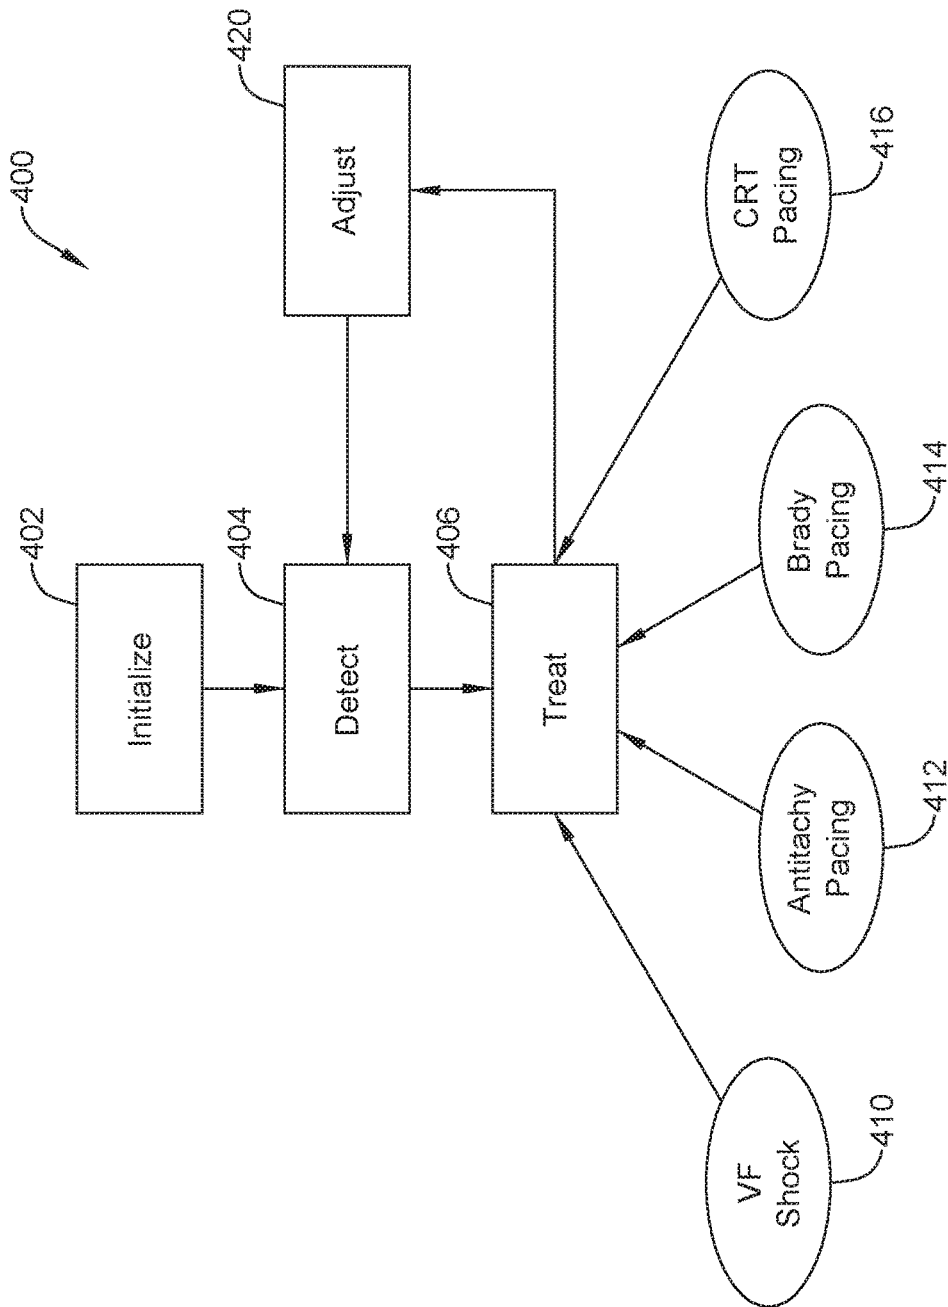 400
402
Initialize
404
Detect
420
Adjust
406
Treat
VF
Shock
410
Antitachy
Pacing
412
Brady
Pacing
414
CRT
Pacing
416